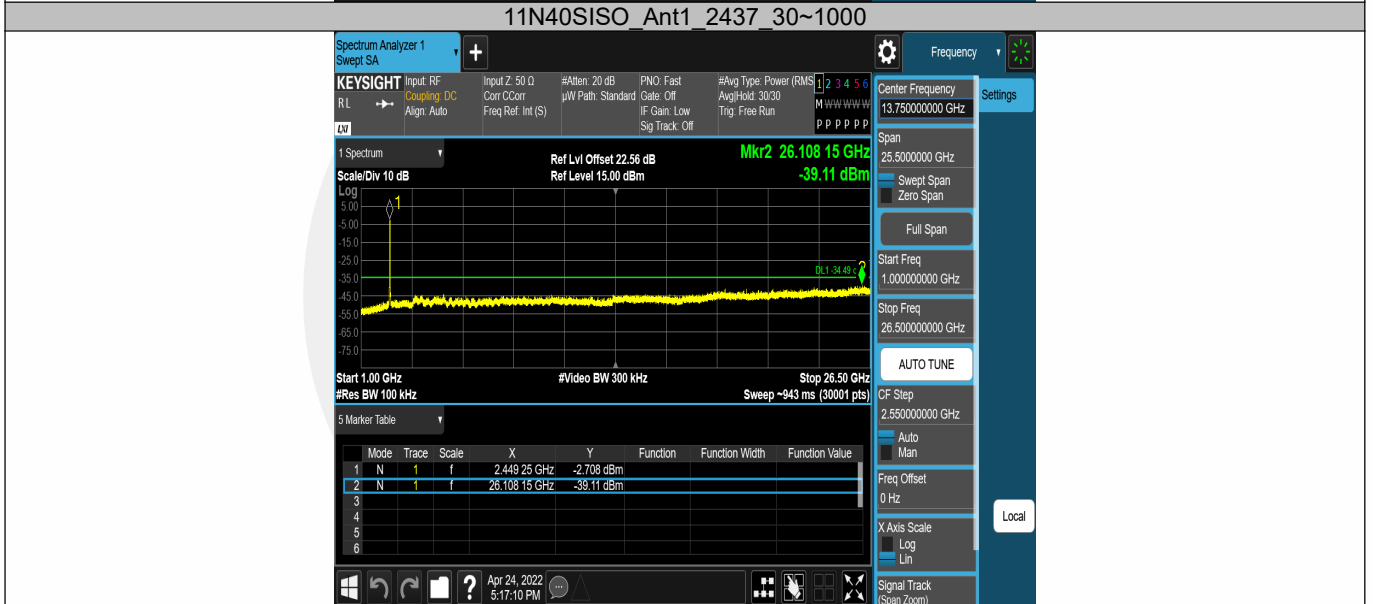 11N40SISO_Ant1_2437_30~1000
Spectrum Analyzer 1
Swept SA
+
Frequency
KEYSIGHT
RL
LXI
Input: RF
Coupling: DC
Align: Auto
Input Z: 50 Ω
Corr CCorr
Freq Ref: Int (S)
#Atten: 20 dB
µW Path: Standard
PNO: Fast
Gate: Off
IF Gain: Low
Sig Track: Off
#Avg Type: Power (RMS
Avg|Hold: 30/30
Trig: Free Run
1 2 3 4 5 6
M W W W W W
P P P P P P
1 Spectrum
Scale/Div 10 dB
Ref Lvl Offset 22.56 dB
Ref Level 15.00 dBm
Mkr2 26.108 15 GHz
-39.11 dBm
Log
5.00
-5.00
-15.0
-25.0
-35.0
-45.0
-55.0
-65.0
-75.0
1
2
DL1 -34.49
Start 1.00 GHz
#Video BW 300 kHz
Stop 26.50 GHz
#Res BW 100 kHz
Sweep ~943 ms (30001 pts)
5 Marker Table
Mode Trace Scale X Y Function Function Width Function Value
1 N 1 f 2.449 25 GHz -2.708 dBm
2 N 1 f 26.108 15 GHz -39.11 dBm
3
4
5
6
?
Apr 24, 2022
5:17:10 PM
Center Frequency
13.750000000 GHz
Span
25.5000000 GHz
Swept Span
Zero Span
Full Span
Start Freq
1.000000000 GHz
Stop Freq
26.500000000 GHz
AUTO TUNE
CF Step
2.550000000 GHz
Auto
Man
Freq Offset
0 Hz
X Axis Scale
Log
Lin
Signal Track
(Span Zoom)
Settings
Local